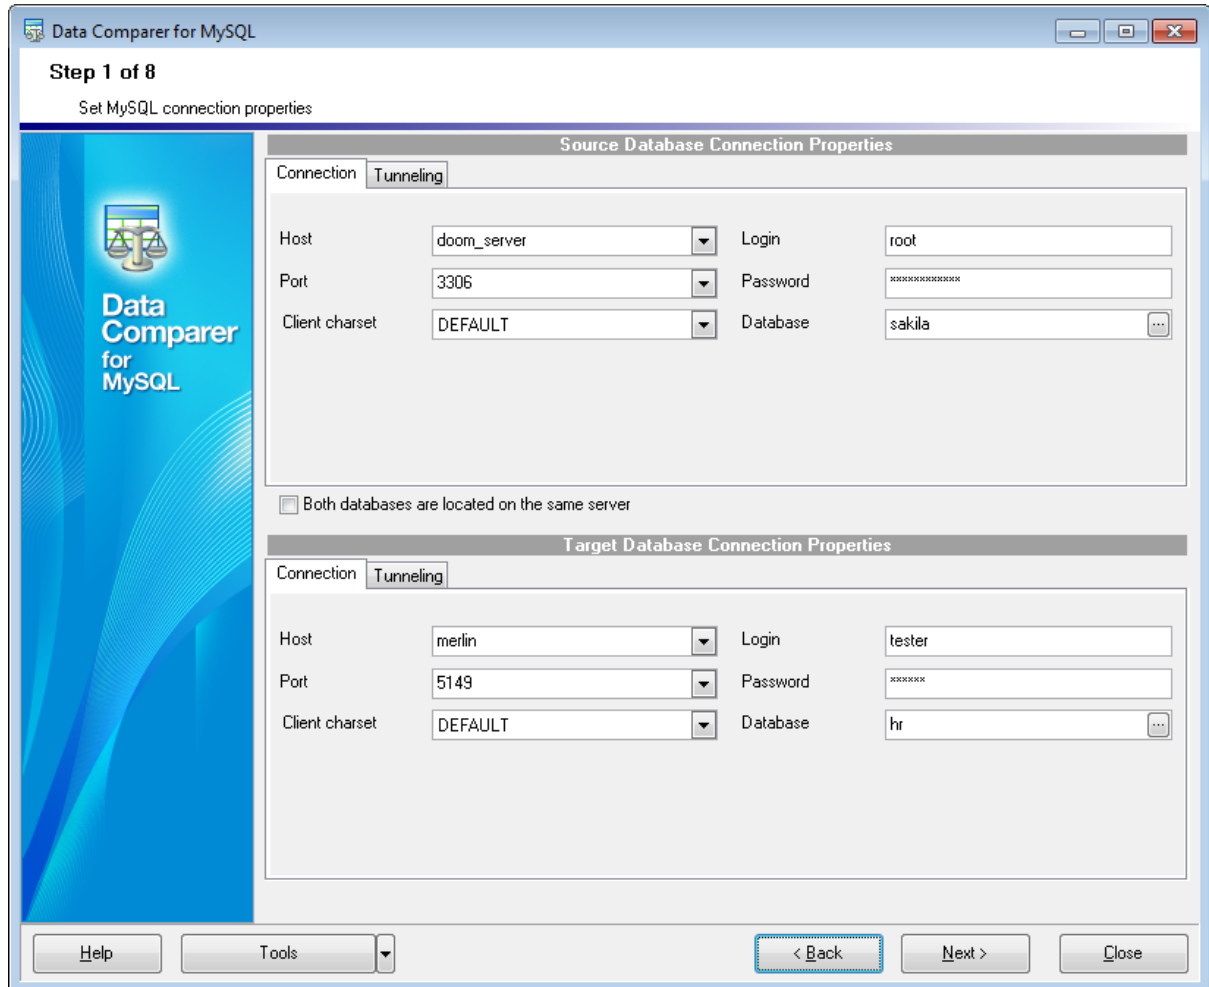 Data Comparer for MySQL
Step 1 of 8
Set MySQL connection properties
Data
Comparer
for
MySQL
Source Database Connection Properties
Connection Tunneling
Host doom_server Login root
Port 3306 Password ************
Client charset DEFAULT Database sakila ...
Both databases are located on the same server
Target Database Connection Properties
Connection Tunneling
Host merlin Login tester
Port 5149 Password ******
Client charset DEFAULT Database hr ...
Help Tools < Back Next > Close